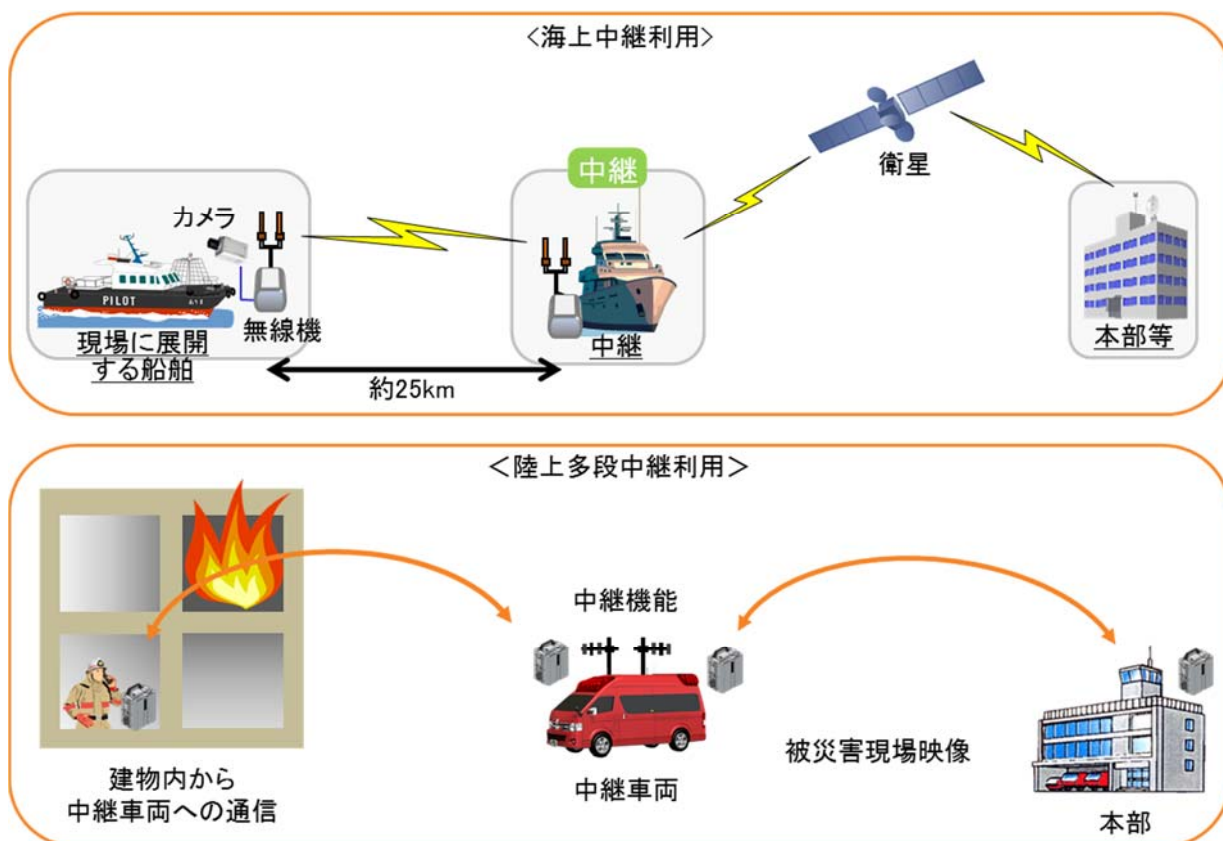 <海上中継利用>
衛星
中継
カメラ
PILOT
無線機
現場に展開
する船舶
中継
本部等
約25km
＜陸上多段中継利用＞
中継機能
被災害現場映像
建物内から
中継車両への通信
中継車両
本部